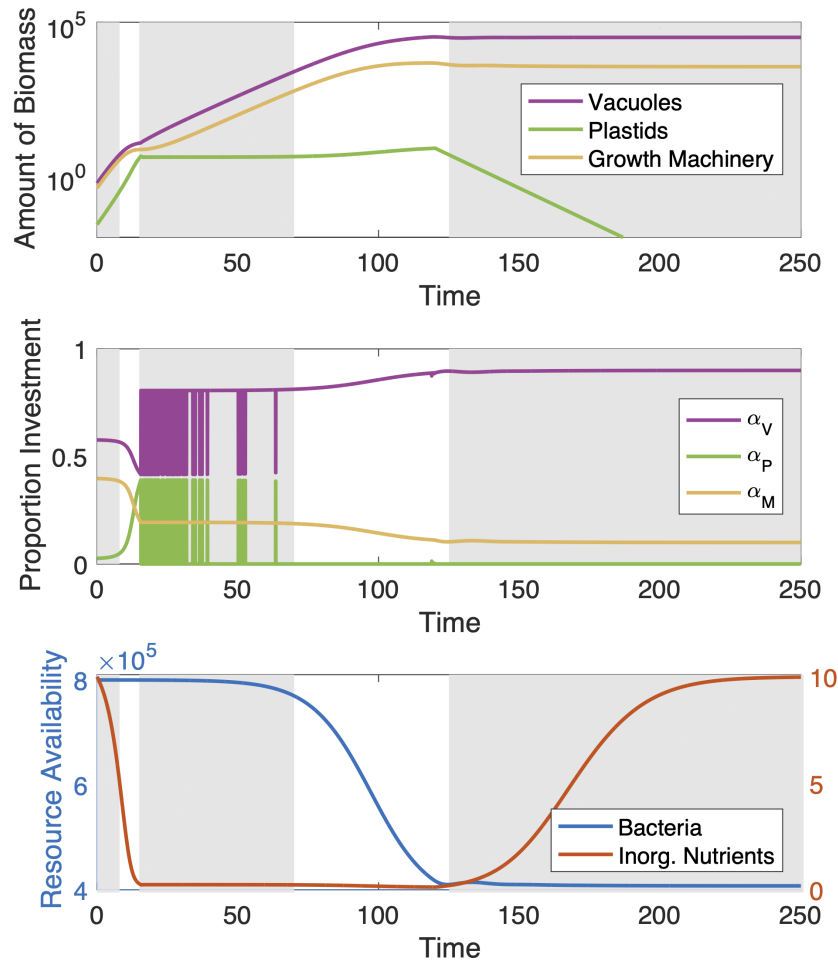 10^5
10^0
Amount of Biomass
Vacuoles
Plastids
Growth Machinery
0 50 100 150 200 250
Time
1
0.5
0
Proportion Investment
α_V
α_P
α_M
0 50 100 150 200 250
Time
×10^5
8
6
4
Resource Availability
10
5
0
Bacteria
Inorg. Nutrients
0 50 100 150 200 250
Time